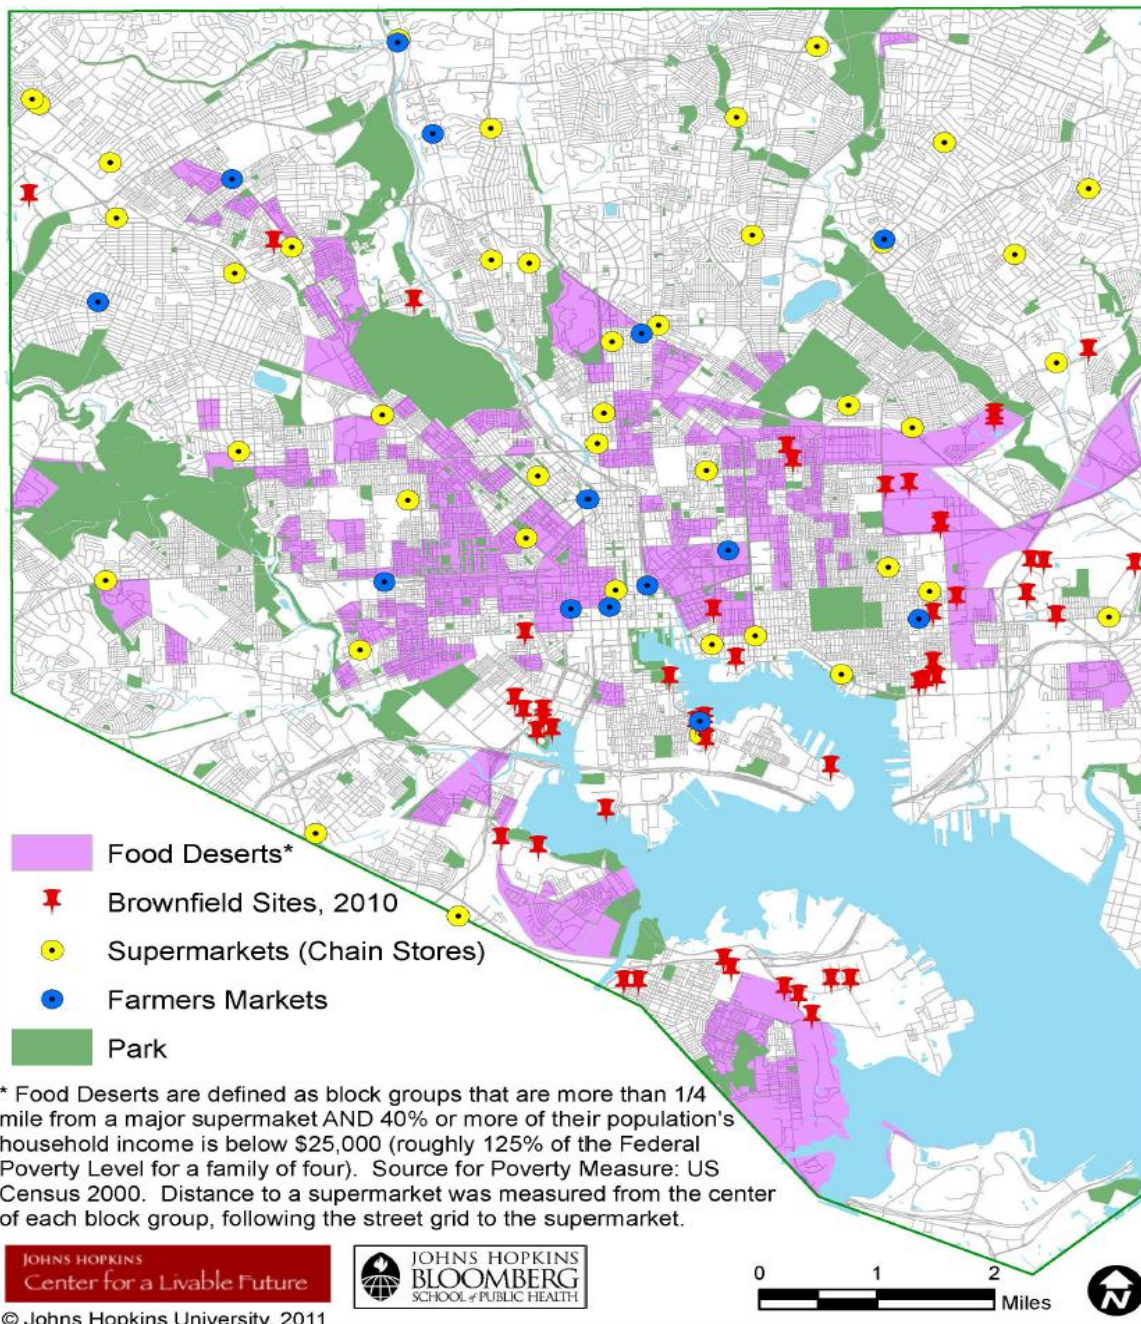 Food Deserts*
Brownfield Sites, 2010
Supermarkets (Chain Stores)
Farmers Markets
Park
* Food Deserts are defined as block groups that are more than 1/4
mile from a major supermaket AND 40% or more of their population's
household income is below $25,000 (roughly 125% of the Federal
Poverty Level for a family of four). Source for Poverty Measure: US
Census 2000. Distance to a supermarket was measured from the center
of each block group, following the street grid to the supermarket.
JOHNS HOPKINS
Center for a Livable Future
JOHNS HOPKINS
BLOOMBERG
SCHOOL of PUBLIC HEALTH
0 1 2
Miles
N
© Johns Hopkins University, 2011